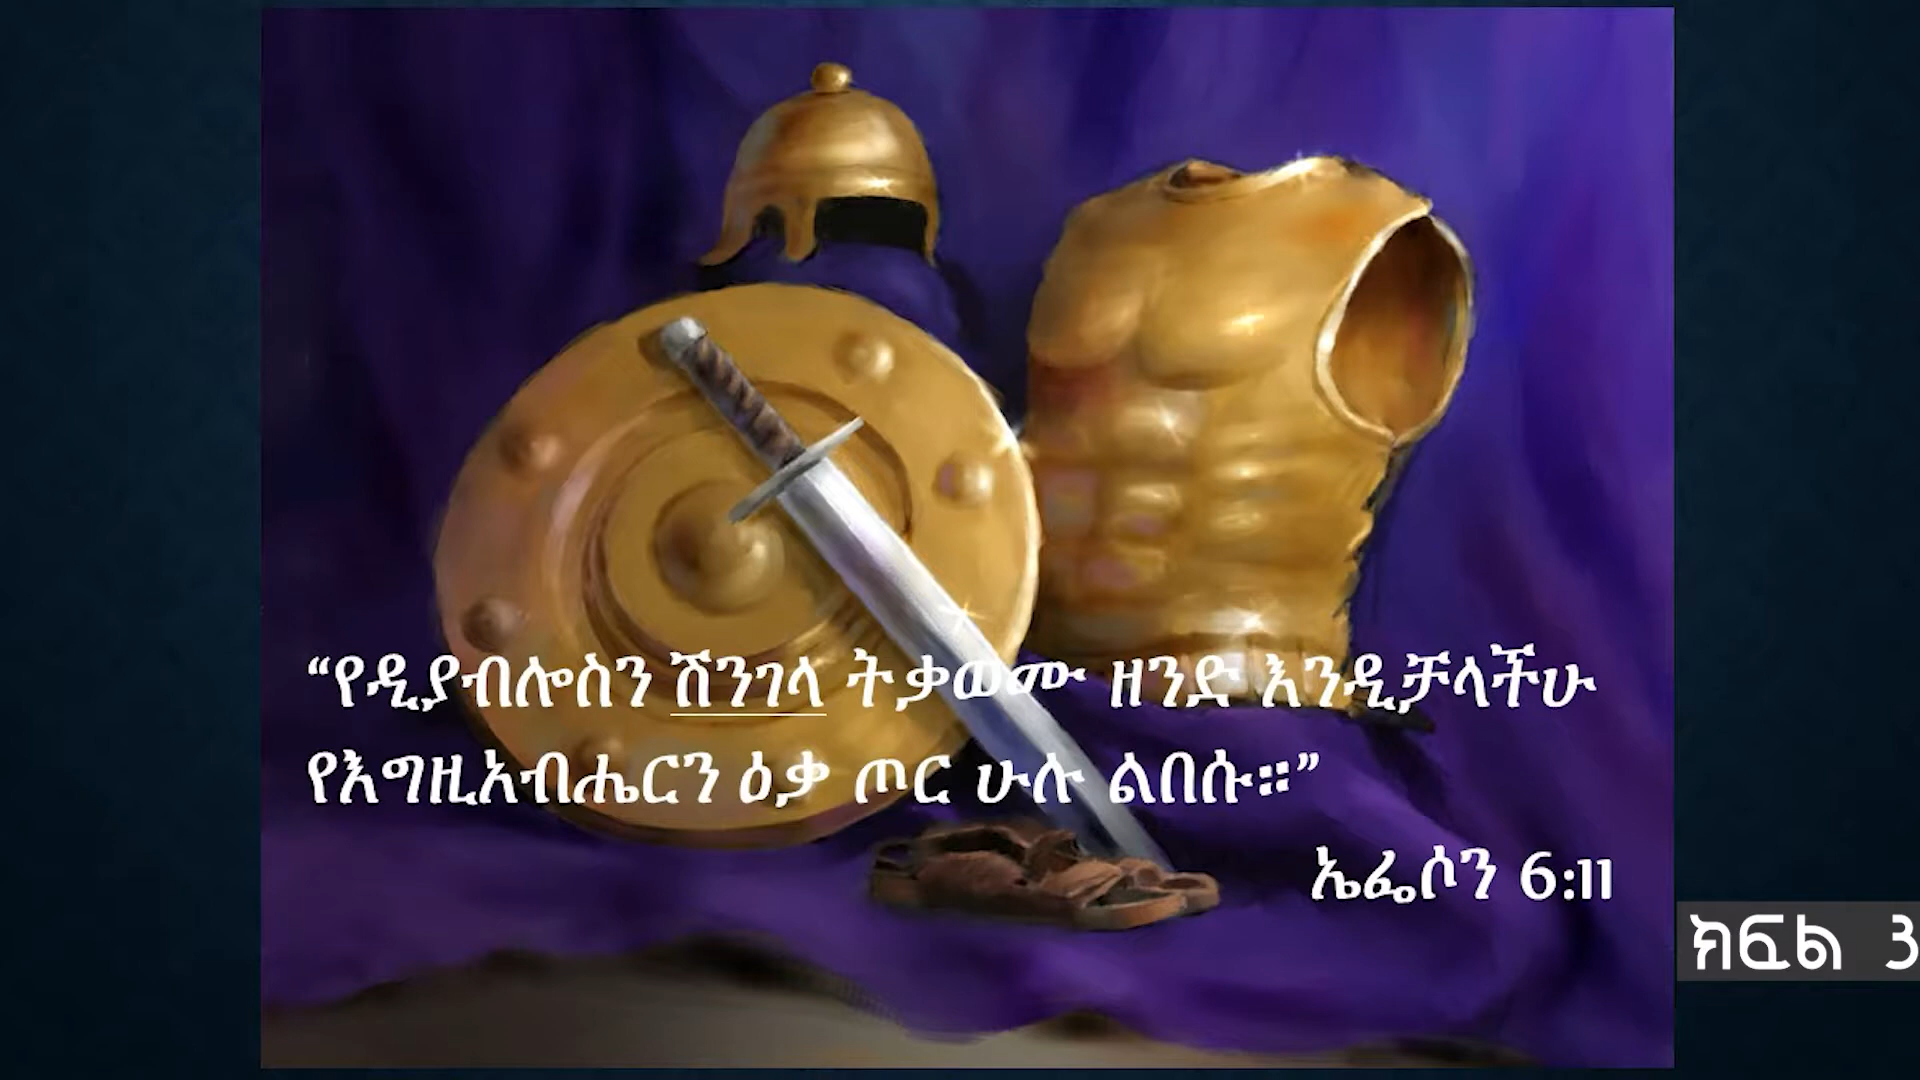 “የዲያብሎስን ሽንገላ ትቃወሙ ዘንድ እንዲቻላችሁ
የእግዚአብሔርን ዕቃ ጦር ሁሉ ልበሱ።”
ኤፌሶን 6:11
ክፍል 3